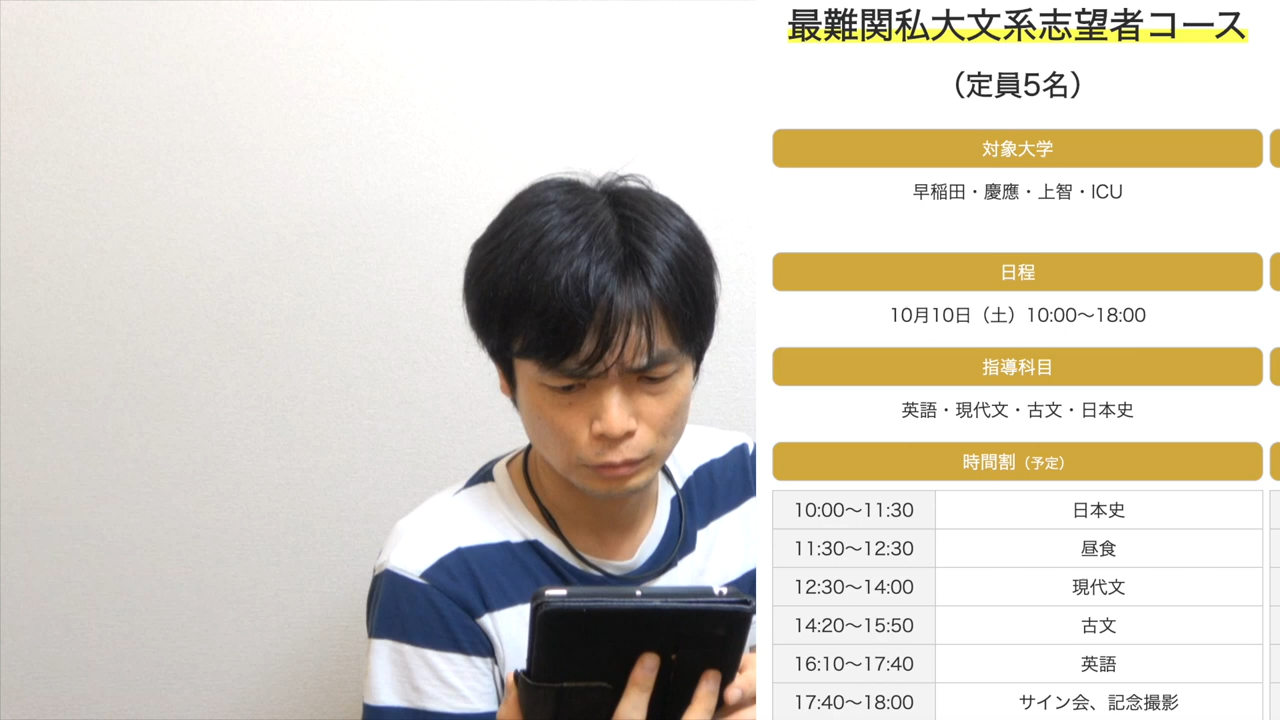 最難関私大文系志望者コース
（定員5名）
対象大学
早稲田・慶應・上智・ICU
日程
10月10日（土）10:00〜18:00
指導科目
英語・現代文・古文・日本史
時間割（予定）
10:00〜11:30 日本史
11:30〜12:30 昼食
12:30〜14:00 現代文
14:20〜15:50 古文
16:10〜17:40 英語
17:40〜18:00 サイン会、記念撮影